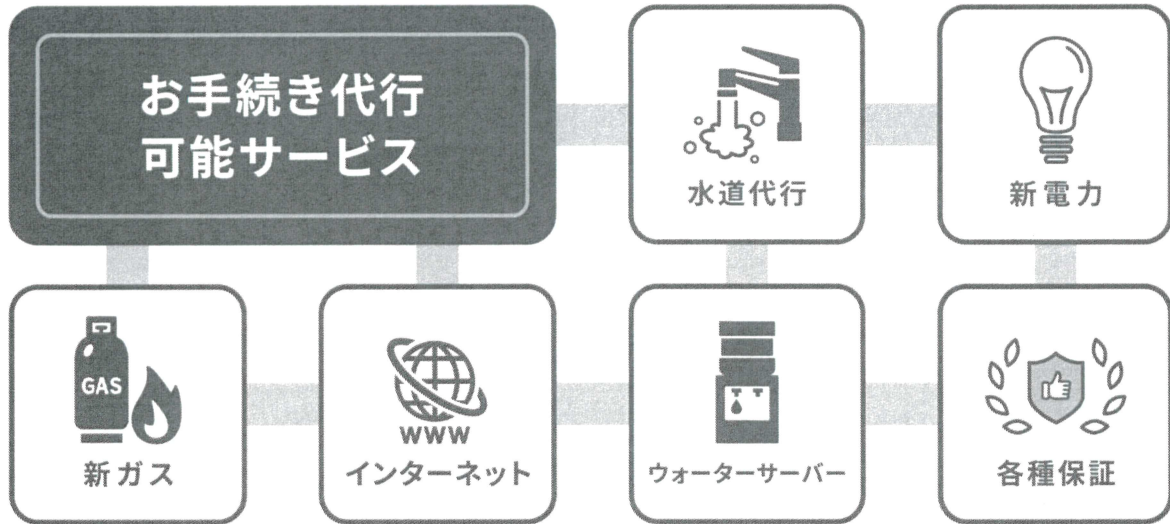 お手続き代行
可能サービス
水道代行
新電力
GAS
新ガス
WWW
インターネット
ウォーターサーバー
各種保証